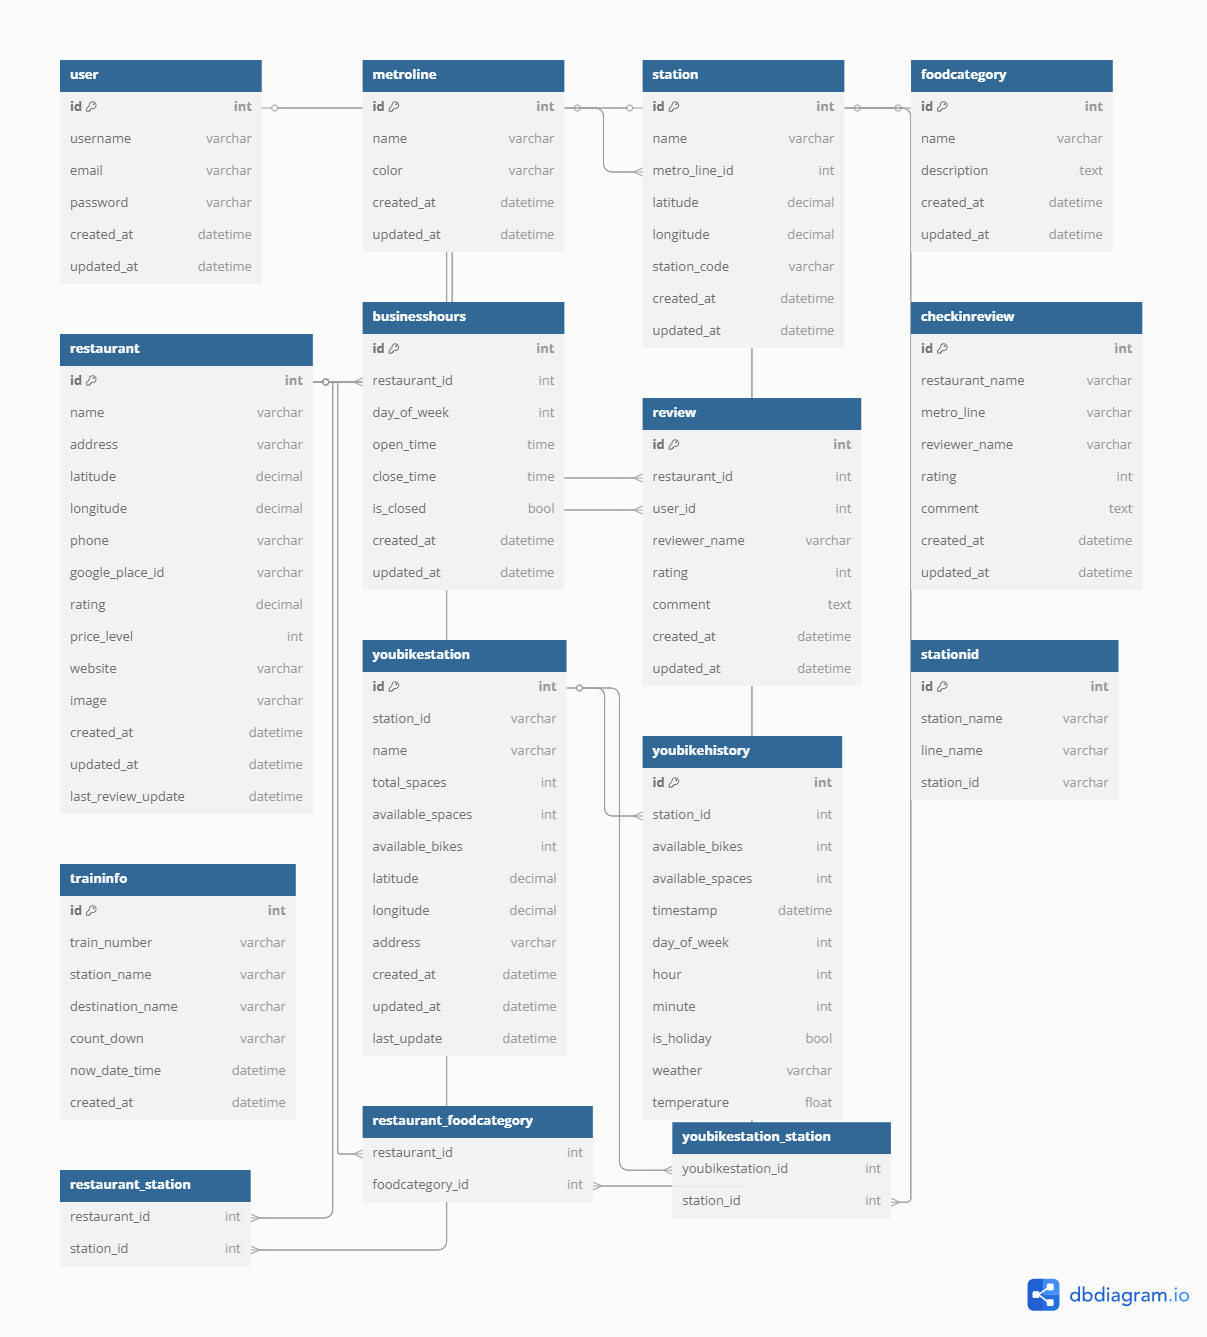 user
id int
username varchar
email varchar
password varchar
created_at datetime
updated_at datetime
metroline
id int
name varchar
color varchar
created_at datetime
updated_at datetime
station
id int
name varchar
metro_line_id int
latitude decimal
longitude decimal
station_code varchar
created_at datetime
updated_at datetime
foodcategory
id int
name varchar
description text
created_at datetime
updated_at datetime
restaurant
id int
name varchar
address varchar
latitude decimal
longitude decimal
phone varchar
google_place_id varchar
rating decimal
price_level int
website varchar
image varchar
created_at datetime
updated_at datetime
last_review_update datetime
businesshours
id int
restaurant_id int
day_of_week int
open_time time
close_time time
is_closed bool
created_at datetime
updated_at datetime
review
id int
restaurant_id int
user_id int
reviewer_name varchar
rating int
comment text
created_at datetime
updated_at datetime
checkinreview
id int
restaurant_name varchar
metro_line varchar
reviewer_name varchar
rating int
comment text
created_at datetime
updated_at datetime
youbikestation
id int
station_id varchar
name varchar
total_spaces int
available_spaces int
available_bikes int
latitude decimal
longitude decimal
address varchar
created_at datetime
updated_at datetime
last_update datetime
youbikehistory
id int
station_id int
available_bikes int
available_spaces int
timestamp datetime
day_of_week int
hour int
minute int
is_holiday bool
weather varchar
temperature float
stationid
id int
station_name varchar
line_name varchar
station_id varchar
traininfo
id int
train_number varchar
station_name varchar
destination_name varchar
count_down varchar
now_date_time datetime
created_at datetime
restaurant_foodcategory
restaurant_id int
foodcategory_id int
youbikestation_station
youbikestation_id int
station_id int
restaurant_station
restaurant_id int
station_id int
dbdiagram.io